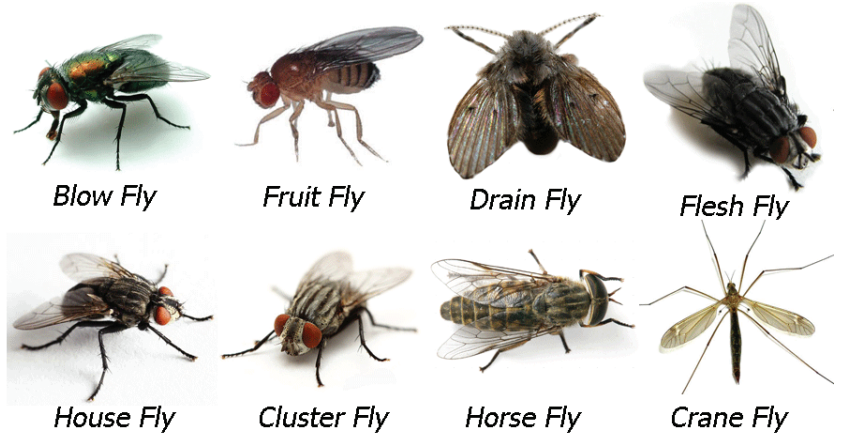 Blow Fly
Fruit Fly
Drain Fly
Flesh Fly
House Fly
Cluster Fly
Horse Fly
Crane Fly